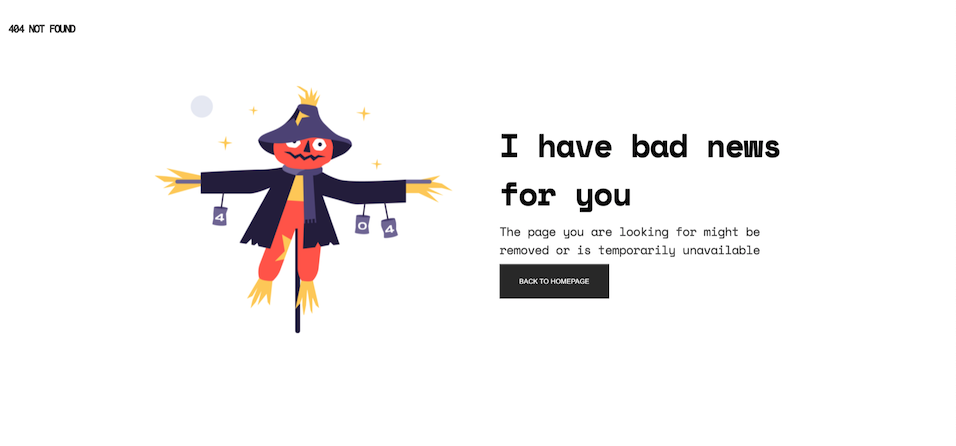 404 NOT FOUND
4
0
4
I have bad news
for you
The page you are looking for might be
removed or is temporarily unavailable
BACK TO HOMEPAGE